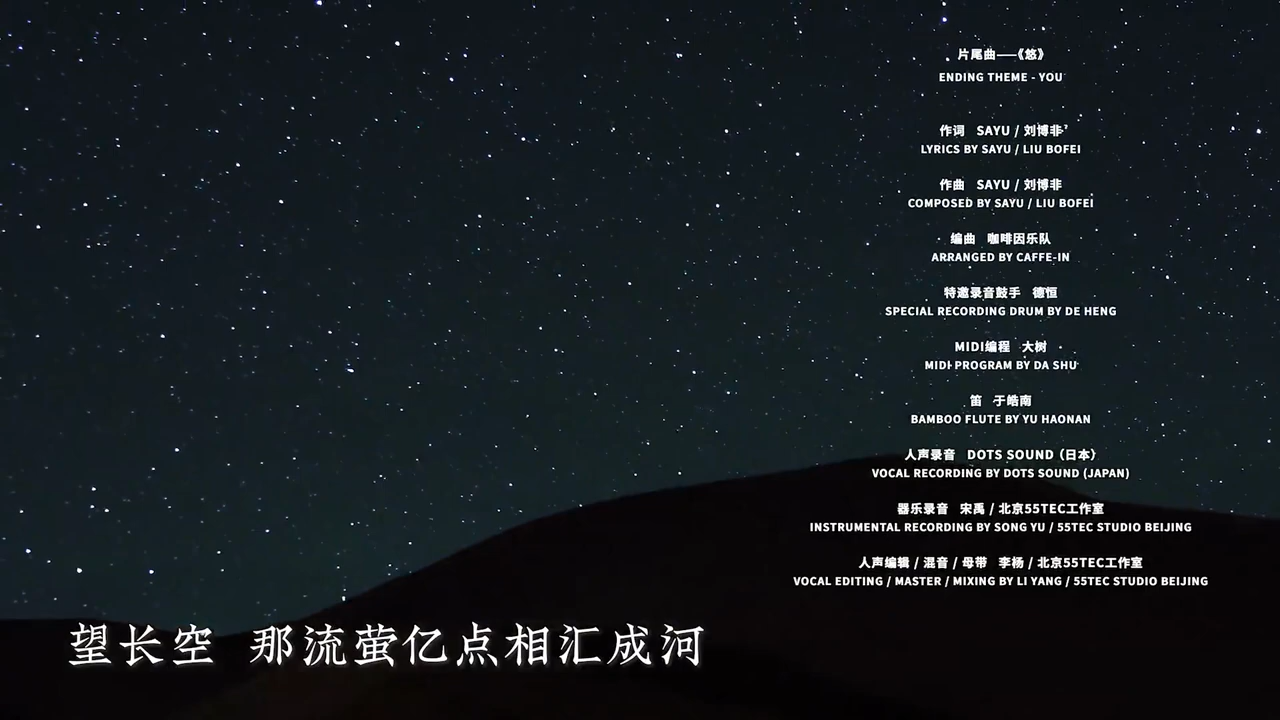 片尾曲——《悠》
ENDING THEME - YOU
作词 SAYU / 刘博非
LYRICS BY SAYU / LIU BOFEI
作曲 SAYU / 刘博非
COMPOSED BY SAYU / LIU BOFEI
编曲 咖啡因乐队
ARRANGED BY CAFFE-IN
特邀录音鼓手 德恒
SPECIAL RECORDING DRUM BY DE HENG
MIDI编程 大树
MIDI PROGRAM BY DA SHU
笛 于皓南
BAMBOO FLUTE BY YU HAONAN
人声录音 DOTS SOUND（日本）
VOCAL RECORDING BY DOTS SOUND (JAPAN)
器乐录音 宋禹 / 北京55TEC工作室
INSTRUMENTAL RECORDING BY SONG YU / 55TEC STUDIO BEIJING
人声编辑 / 混音 / 母带 李杨 / 北京55TEC工作室
VOCAL EDITING / MASTER / MIXING BY LI YANG / 55TEC STUDIO BEIJING
望长空 那流萤亿点相汇成河